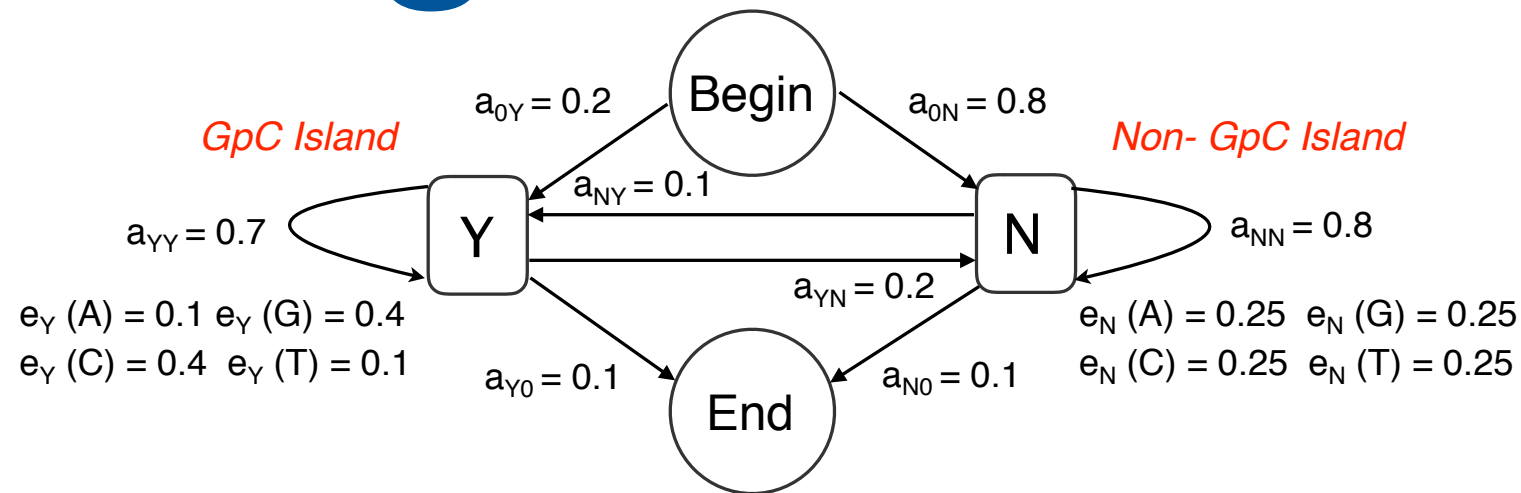 Begin
a0Y = 0.2
a0N = 0.8
GpC Island
Non- GpC Island
aNY = 0.1
aYY = 0.7
Y
N
aNN = 0.8
aYN = 0.2
eY (A) = 0.1 eY (G) = 0.4
eY (C) = 0.4 eY (T) = 0.1
eN (A) = 0.25 eN (G) = 0.25
eN (C) = 0.25 eN (T) = 0.25
aY0 = 0.1
aN0 = 0.1
End